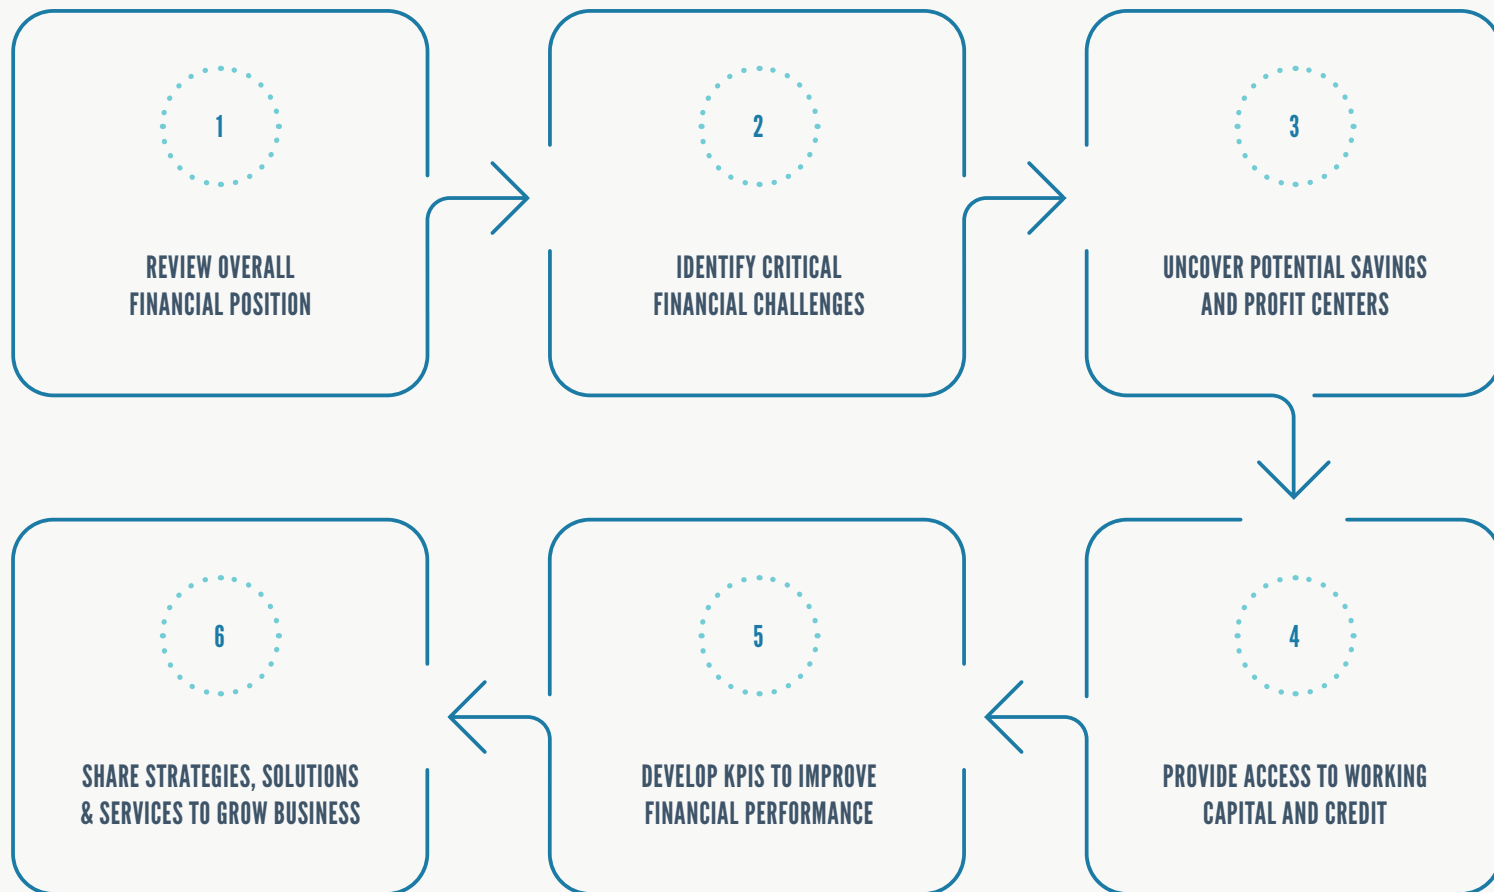 1
REVIEW OVERALL
FINANCIAL POSITION
2
IDENTIFY CRITICAL
FINANCIAL CHALLENGES
3
UNCOVER POTENTIAL SAVINGS
AND PROFIT CENTERS
4
PROVIDE ACCESS TO WORKING
CAPITAL AND CREDIT
5
DEVELOP KPIS TO IMPROVE
FINANCIAL PERFORMANCE
6
SHARE STRATEGIES, SOLUTIONS
& SERVICES TO GROW BUSINESS